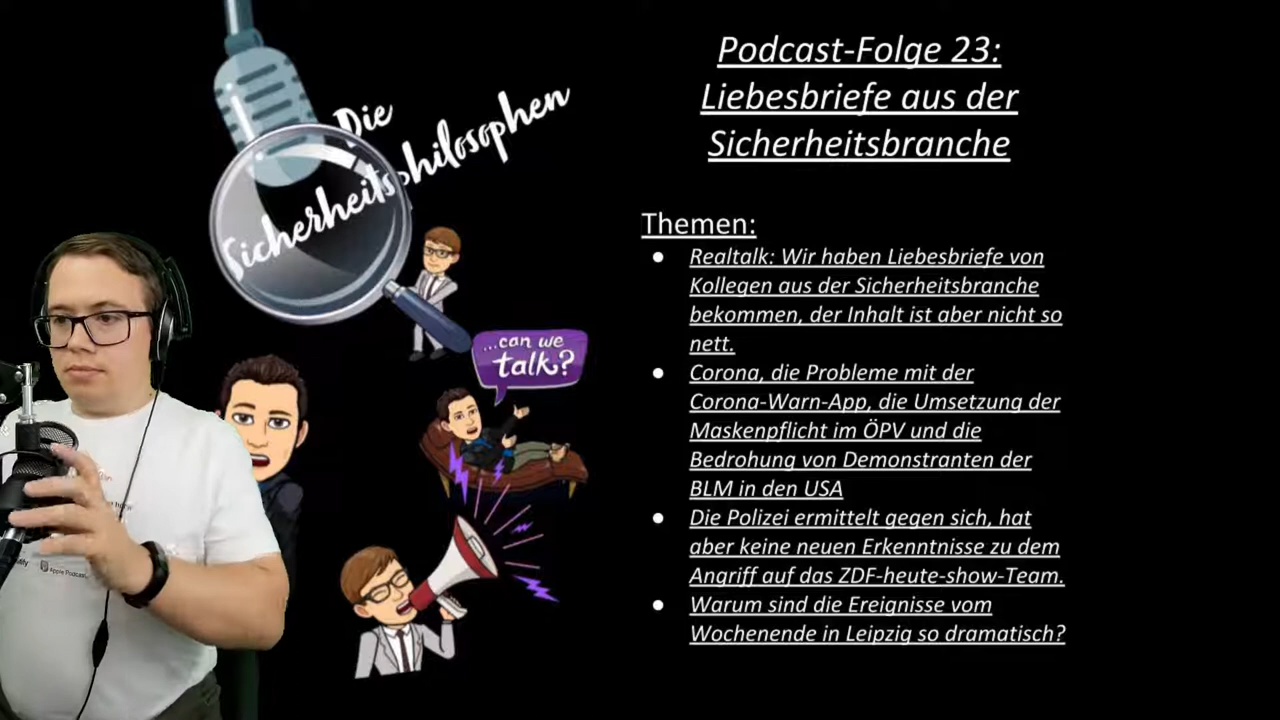 Die
Sicherheitsphilosophen
...can we
talk?
Apple Podcast
Podcast-Folge 23:
Liebesbriefe aus der
Sicherheitsbranche
Themen:
● Realtalk: Wir haben Liebesbriefe von
Kollegen aus der Sicherheitsbranche
bekommen, der Inhalt ist aber nicht so
nett.
● Corona, die Probleme mit der
Corona-Warn-App, die Umsetzung der
Maskenpflicht im ÖPV und die
Bedrohung von Demonstranten der
BLM in den USA
● Die Polizei ermittelt gegen sich, hat
aber keine neuen Erkenntnisse zu dem
Angriff auf das ZDF-heute-show-Team.
● Warum sind die Ereignisse vom
Wochenende in Leipzig so dramatisch?